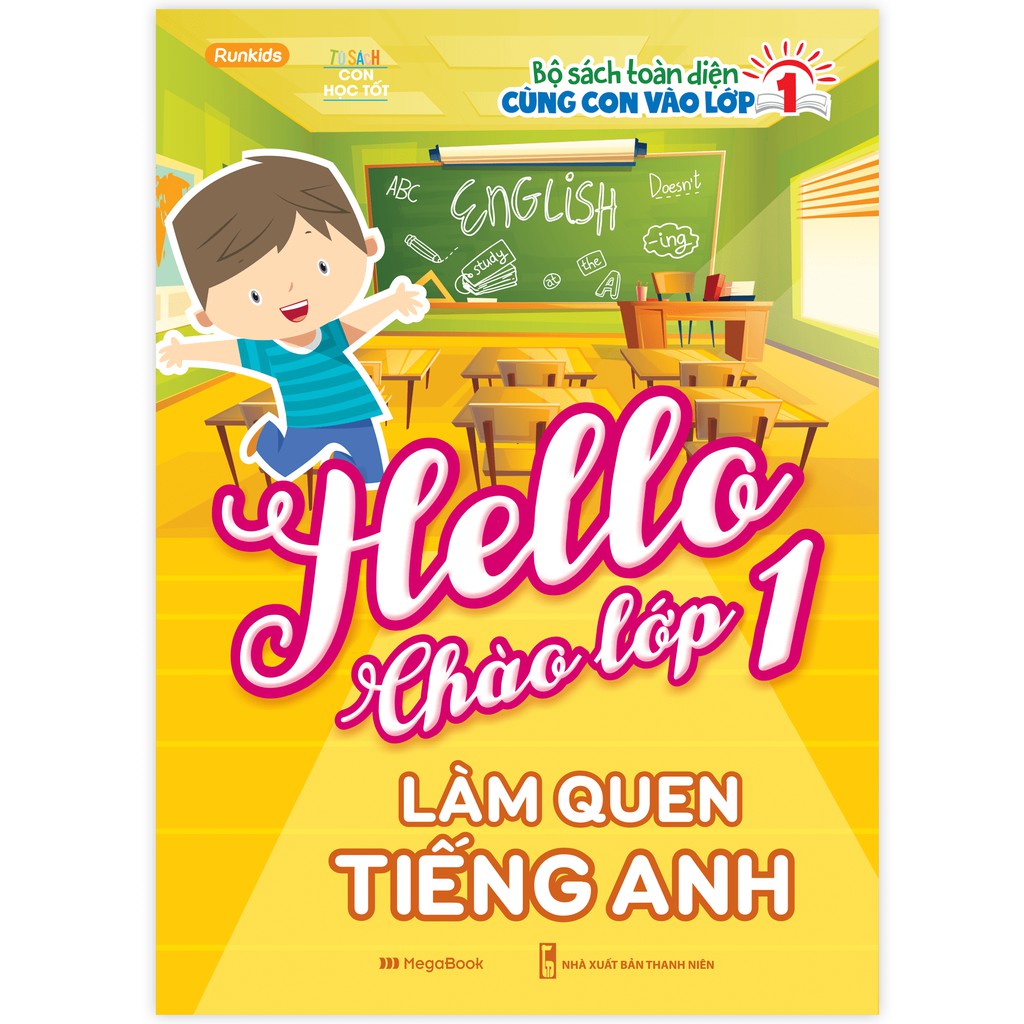 Runkids
TỦ SÁCH
CON
HỌC TỐT
Bộ sách toàn diện
CÙNG CON VÀO LỚP 1
ABC
ENGLISH
Doesn't
-ing
study
at
the
A
Hello
Chào lớp 1
LÀM QUEN
TIẾNG ANH
MegaBook
NHÀ XUẤT BẢN THANH NIÊN